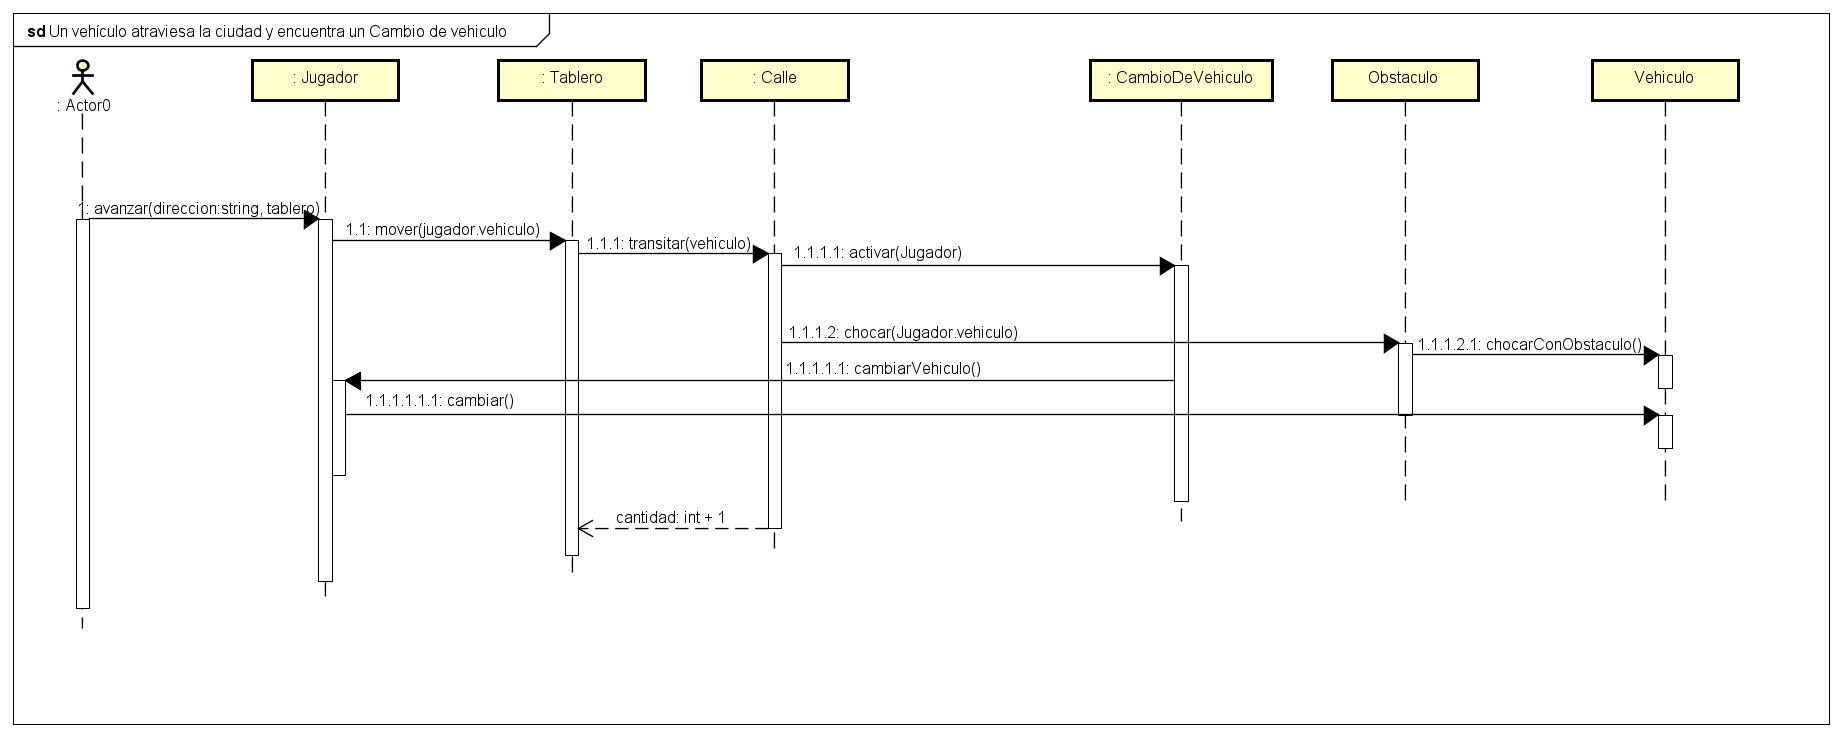 sd Un vehículo atraviesa la ciudad y encuentra un Cambio de vehiculo
: Actor0
: Jugador
: Tablero
: Calle
: CambioDeVehiculo
Obstaculo
Vehiculo
1: avanzar(direccion:string, tablero)
1.1: mover(jugador.vehiculo)
1.1.1: transitar(vehiculo)
1.1.1.1: activar(Jugador)
1.1.1.2: chocar(Jugador.vehiculo)
1.1.1.2.1: chocarConObstaculo()
1.1.1.1.1: cambiarVehiculo()
1.1.1.1.1.1: cambiar()
cantidad: int + 1